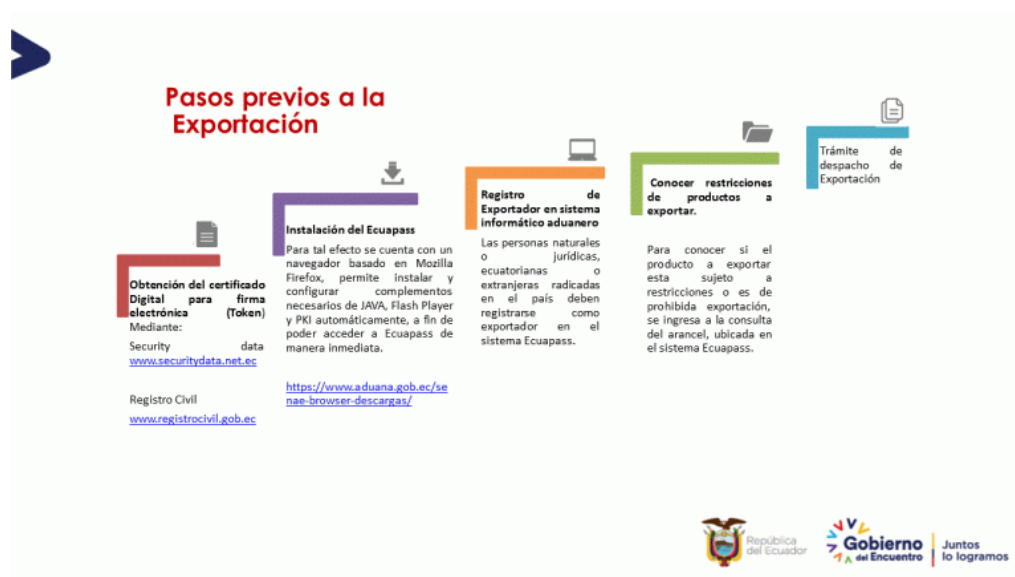 Pasos previos a la
Exportación
Obtención del certificado
Digital para firma
electrónica (Token)
Mediante:
Security data
www.securitydata.net.ec
Registro Civil
www.registrocivil.gob.ec
Instalación del Ecuapass
Para tal efecto se cuenta con un
navegador basado en Mozilla
Firefox, permite instalar y
configurar complementos
necesarios de JAVA, Flash Player
y PKI automáticamente, a fin de
poder acceder a Ecuapass de
manera inmediata.
https://www.aduana.gob.ec/se
nae-browser-descargas/
Registro de
Exportador en sistema
informático aduanero
Las personas naturales
o jurídicas,
ecuatorianas o
extranjeras radicadas
en el país deben
registrarse como
exportador en el
sistema Ecuapass.
Conocer restricciones
de productos a
exportar.
Para conocer si el
producto a exportar
esta sujeto a
restricciones o es de
prohibida exportación,
se ingresa a la consulta
del arancel, ubicada en
el sistema Ecuapass.
Trámite de
despacho de
Exportación
República
del Ecuador
Gobierno
del Encuentro
Juntos
lo logramos